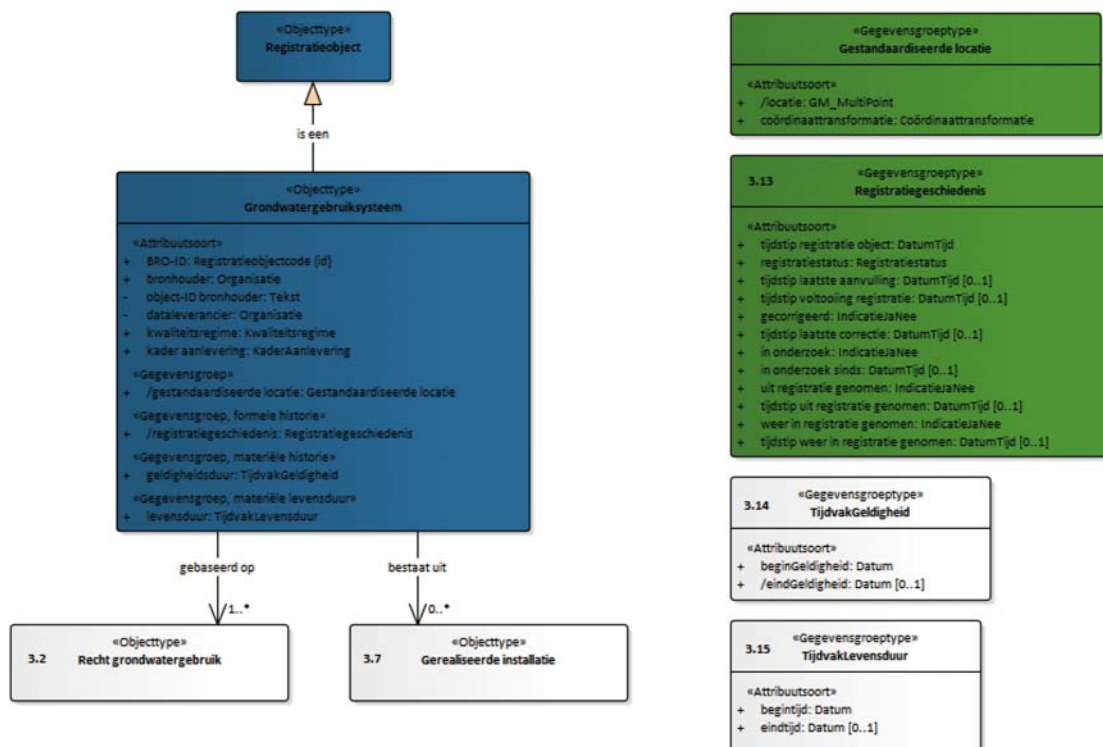 «Objecttype»
Registratieobject
is een
«Objecttype»
Grondwatergebruiksysteem
«Attribuutsoort»
+ BRO-ID: Registratieobjectcode {id}
+ bronhouder: Organisatie
- object-ID bronhouder: Tekst
- dataleverancier: Organisatie
+ kwaliteitsregime: Kwaliteitsregime
+ kader aanlevering: KaderAanlevering
«Gegevensgroep»
+ /gestandaardiseerde locatie: Gestandaardiseerde locatie
«Gegevensgroep, formele historie»
+ /registratiegeschiedenis: Registratiegeschiedenis
«Gegevensgroep, materiële historie»
+ geldigheidsduur: TijdvakGeldigheid
«Gegevensgroep, materiële levensduur»
+ levensduur: TijdvakLevensduur
gebaseerd op
bestaat uit
1..*
0..*
«Objecttype»
3.2 Recht grondwatergebruik
«Objecttype»
3.7 Gerealiseerde installatie
«Gegevensgroeptype»
Gestandaardiseerde locatie
«Attribuutsoort»
+ /locatie: GM_MultiPoint
+ coördinaattransformatie: Coördinaattransformatie
3.13 «Gegevensgroeptype»
Registratiegeschiedenis
«Attribuutsoort»
+ tijdstip registratie object: DatumTijd
+ registratiestatus: Registratiestatus
+ tijdstip laatste aanvulling: DatumTijd [0..1]
+ tijdstip voltooiing registratie: DatumTijd [0..1]
+ gecorrigeerd: IndicatieJaNee
+ tijdstip laatste correctie: DatumTijd [0..1]
+ in onderzoek: IndicatieJaNee
+ in onderzoek sinds: DatumTijd [0..1]
+ uit registratie genomen: IndicatieJaNee
+ tijdstip uit registratie genomen: DatumTijd [0..1]
+ weer in registratie genomen: IndicatieJaNee
+ tijdstip weer in registratie genomen: DatumTijd [0..1]
3.14 «Gegevensgroeptype»
TijdvakGeldigheid
«Attribuutsoort»
+ beginGeldigheid: Datum
+ /eindGeldigheid: Datum [0..1]
3.15 «Gegevensgroeptype»
TijdvakLevensduur
«Attribuutsoort»
+ begintijd: Datum
+ eindtijd: Datum [0..1]